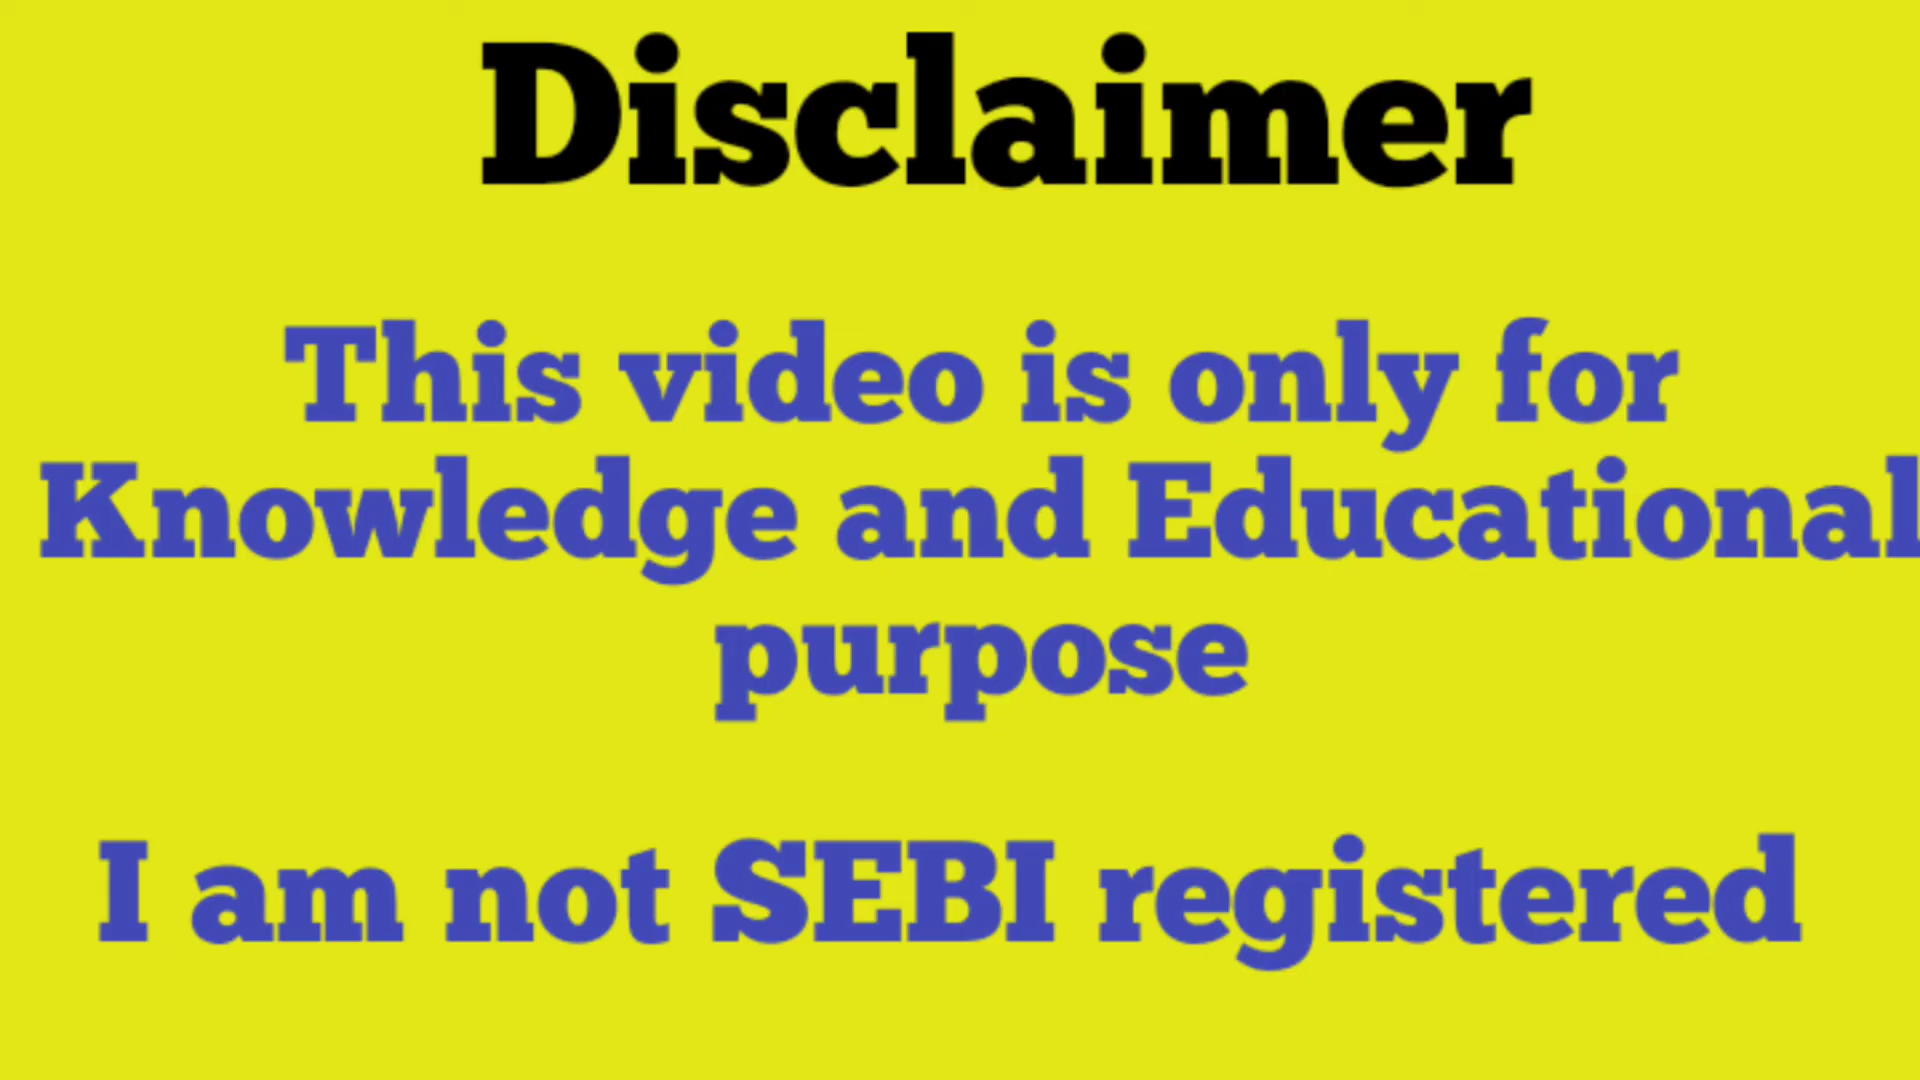 Disclaimer
This video is only for
Knowledge and Educational
purpose
I am not SEBI registered